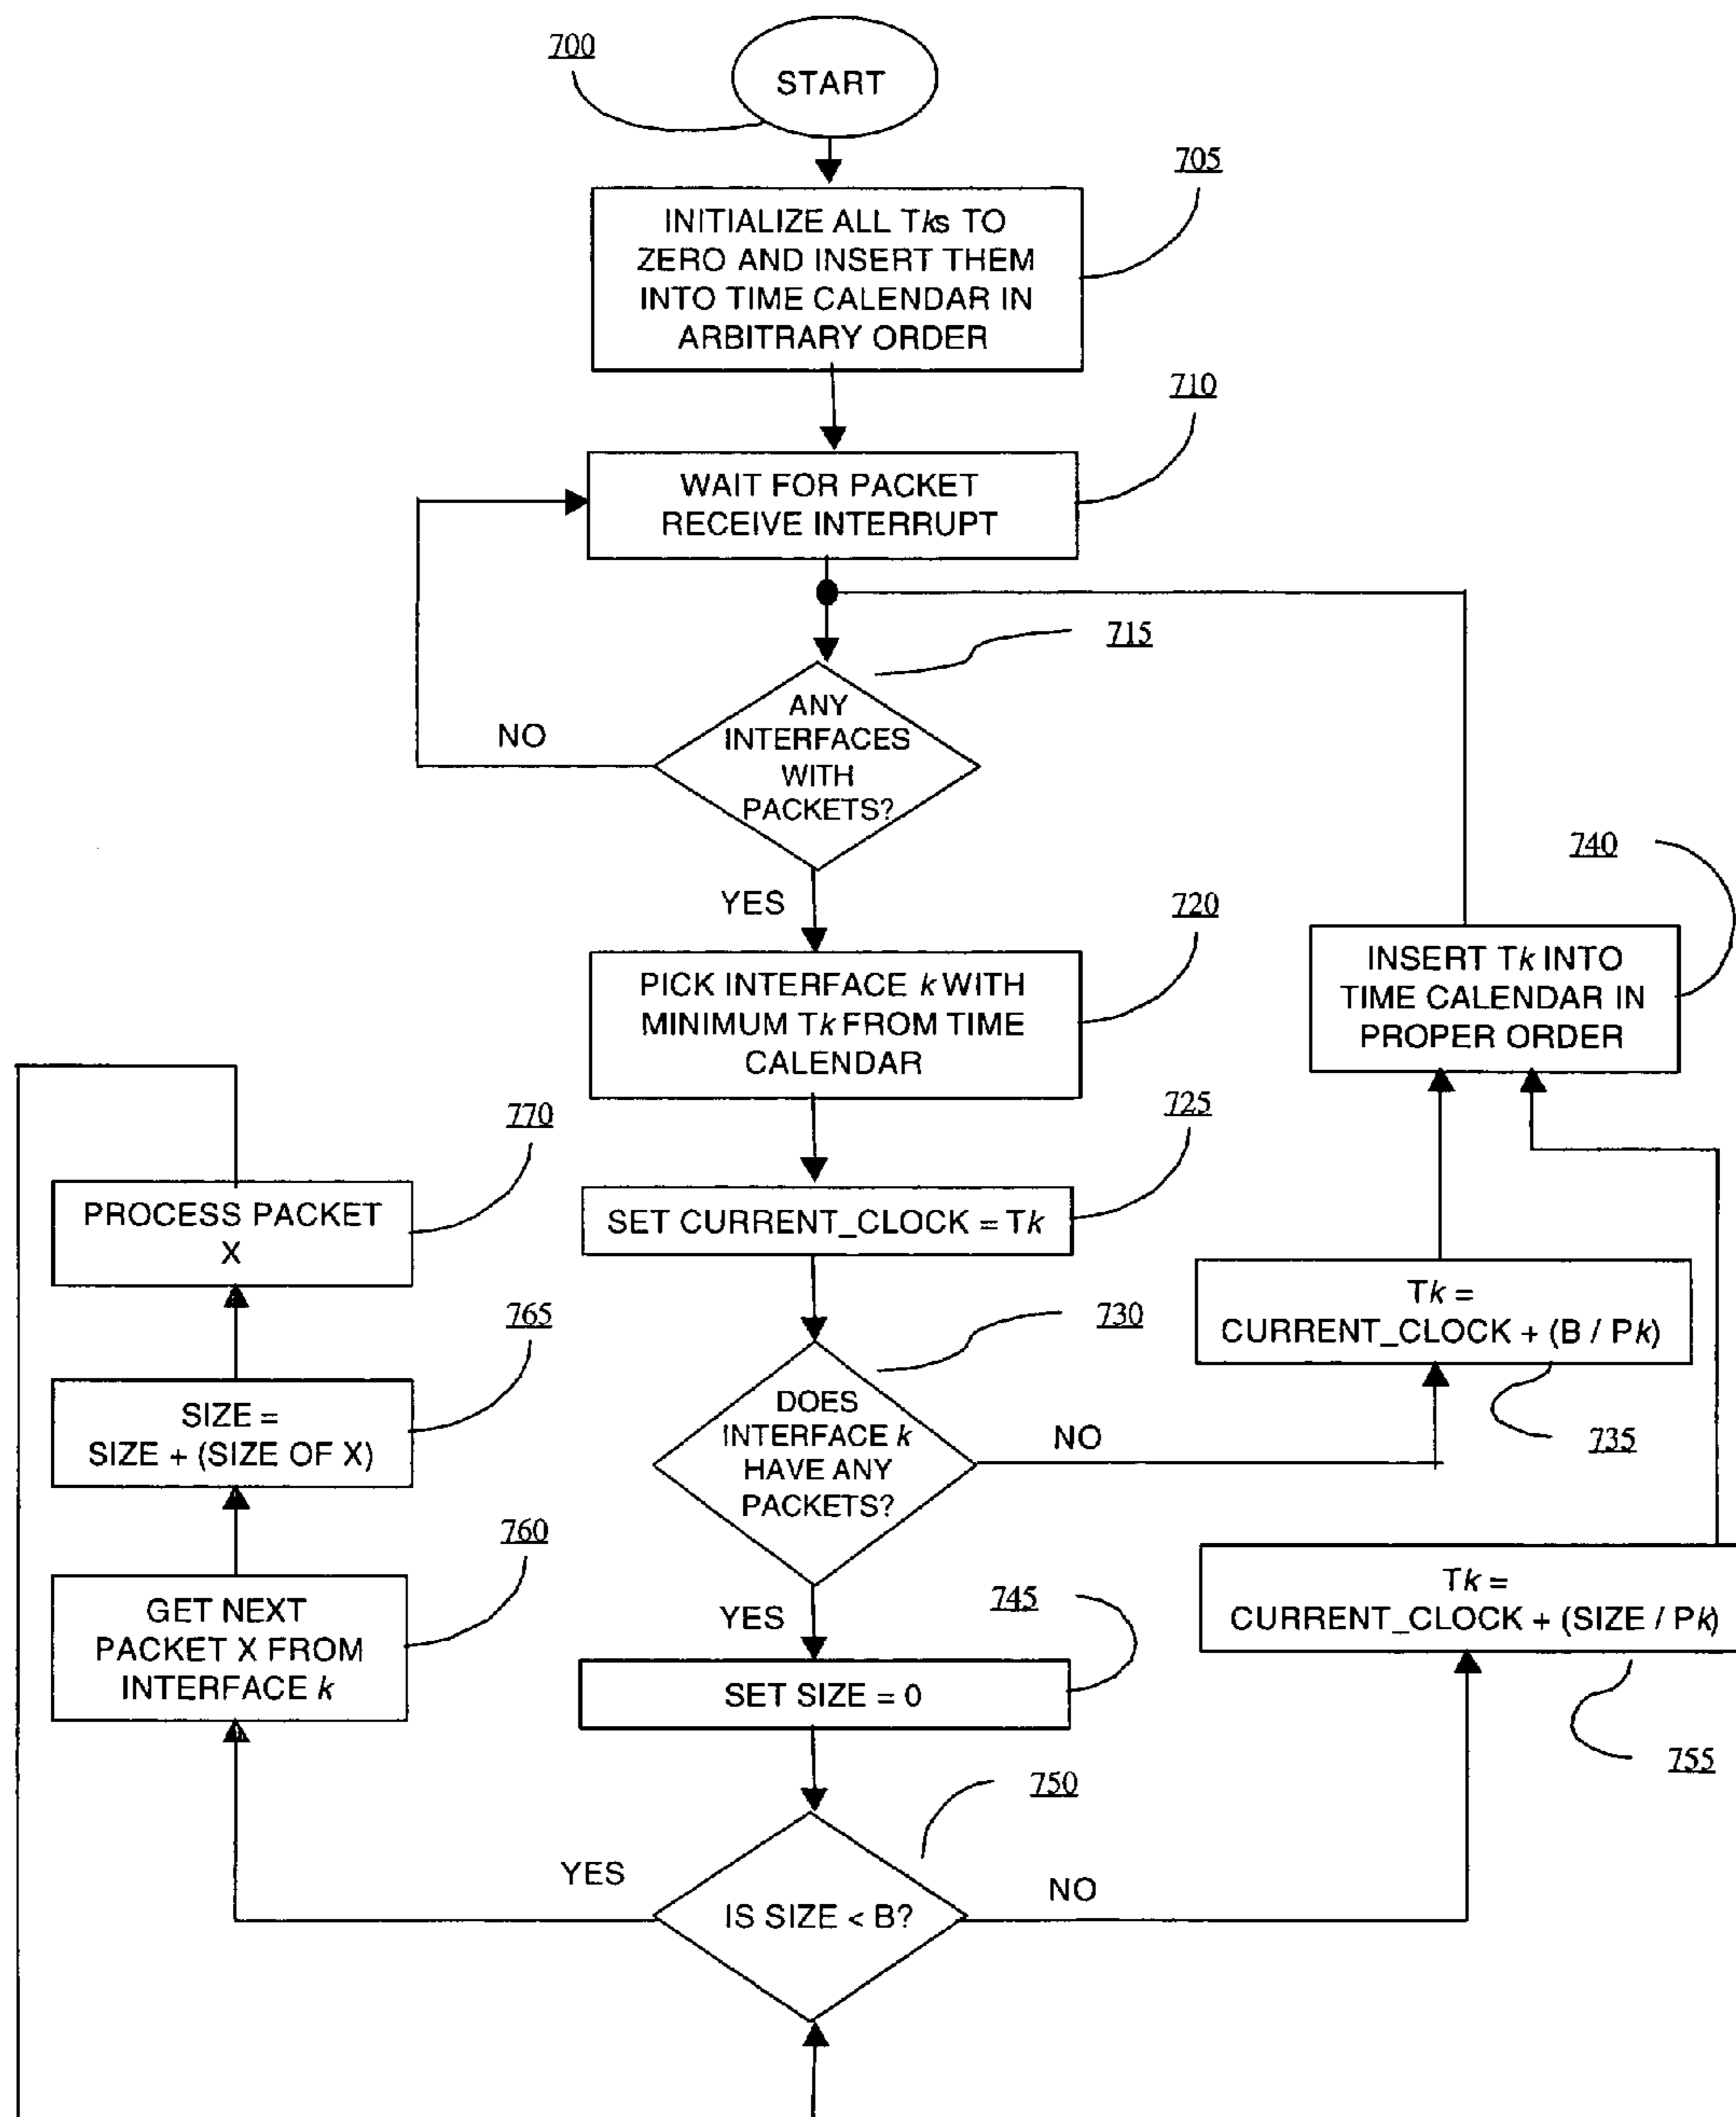 700
START
705
INITIALIZE ALL Tks TO
ZERO AND INSERT THEM
INTO TIME CALENDAR IN
ARBITRARY ORDER
710
WAIT FOR PACKET
RECEIVE INTERRUPT
715
ANY
INTERFACES
WITH
PACKETS?
NO
YES
720
PICK INTERFACE k WITH
MINIMUM Tk FROM TIME
CALENDAR
740
INSERT Tk INTO
TIME CALENDAR IN
PROPER ORDER
725
SET CURRENT_CLOCK = Tk
770
PROCESS PACKET
X
730
DOES
INTERFACE k
HAVE ANY
PACKETS?
NO
YES
Tk =
CURRENT_CLOCK + (B / Pk)
735
765
SIZE =
SIZE + (SIZE OF X)
760
GET NEXT
PACKET X FROM
INTERFACE k
745
SET SIZE = 0
Tk =
CURRENT_CLOCK + (SIZE / Pk)
755
750
IS SIZE < B?
YES
NO